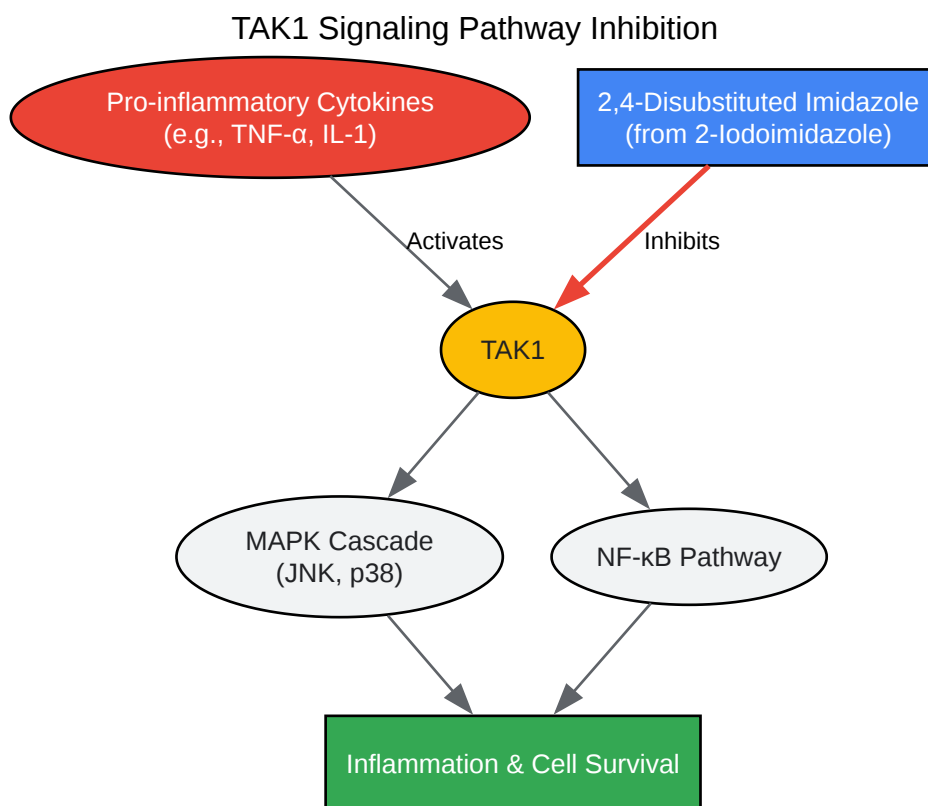 TAK1 Signaling Pathway Inhibition
Pro-inflammatory Cytokines
(e.g., TNF-α, IL-1)
2,4-Disubstituted Imidazole
(from 2-Iodoimidazole)
Activates
Inhibits
TAK1
MAPK Cascade
(JNK, p38)
NF-κB Pathway
Inflammation & Cell Survival